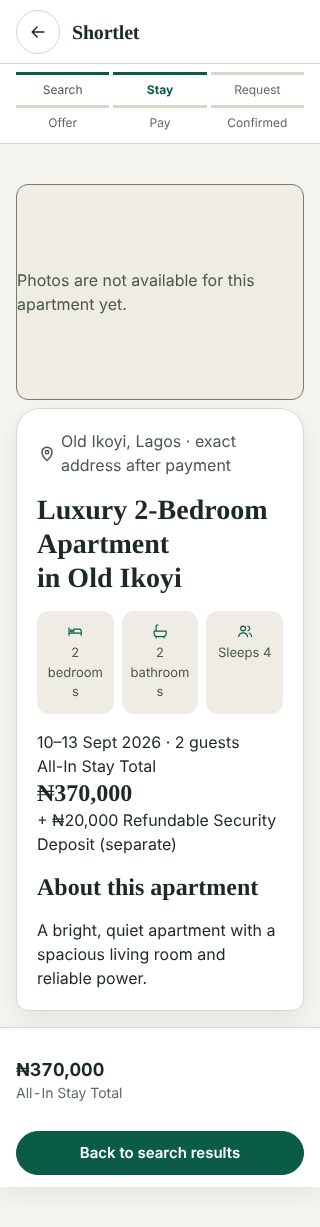 Shortlet
Search
Stay
Request
Offer
Pay
Confirmed
Photos are not available for this
apartment yet.
Old Ikoyi, Lagos · exact
address after payment
Luxury 2-Bedroom
Apartment
in Old Ikoyi
2
bedroom
s
2
bathroom
s
Sleeps 4
10–13 Sept 2026 · 2 guests
All-In Stay Total
₦370,000
+ ₦20,000 Refundable Security
Deposit (separate)
About this apartment
A bright, quiet apartment with a
spacious living room and
reliable power.
₦370,000
All-In Stay Total
Back to search results